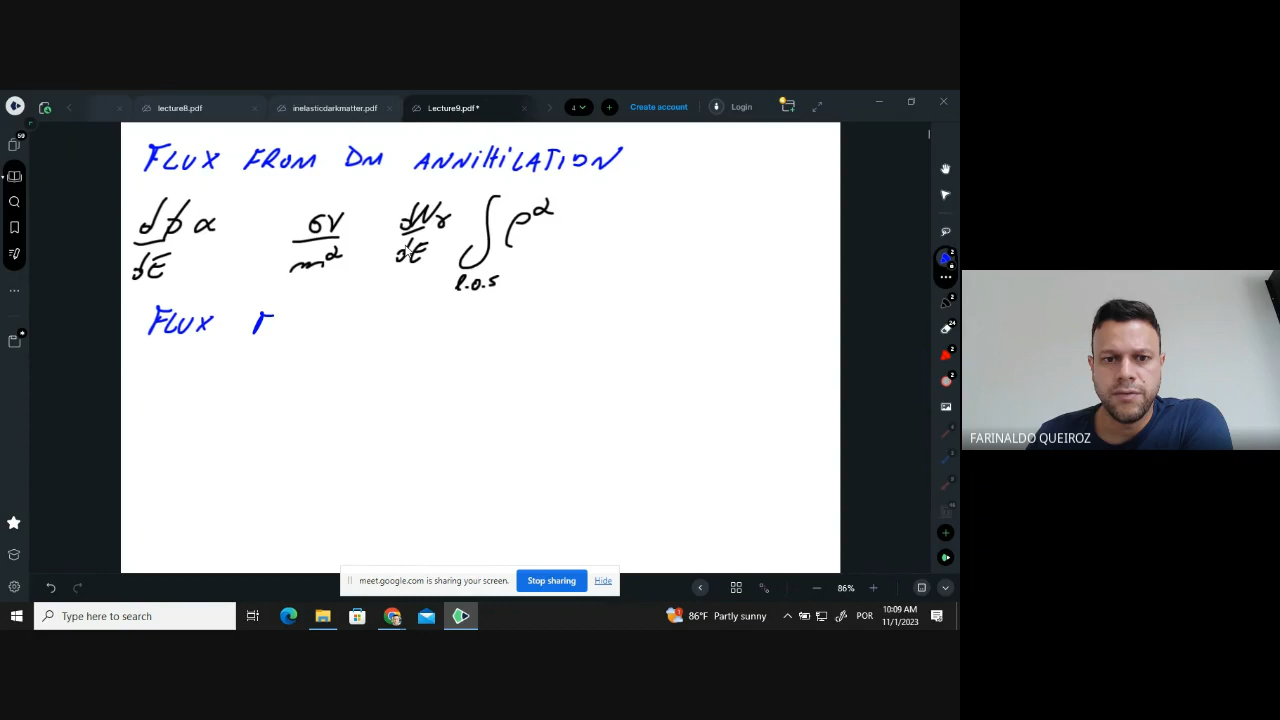 lecture8.pdf inelasticdarkmatter.pdf Lecture9.pdf * 4 Create account Login
59
FLUX FROM DM ANNIHILATION
dϕ/dE α σv/m² dNγ/dE ∫l.o.s ρ²
FLUX F
FARINALDO QUEIROZ
meet.google.com is sharing your screen. Stop sharing Hide
86%
Type here to search
86°F Partly sunny
POR
10:09 AM
11/1/2023